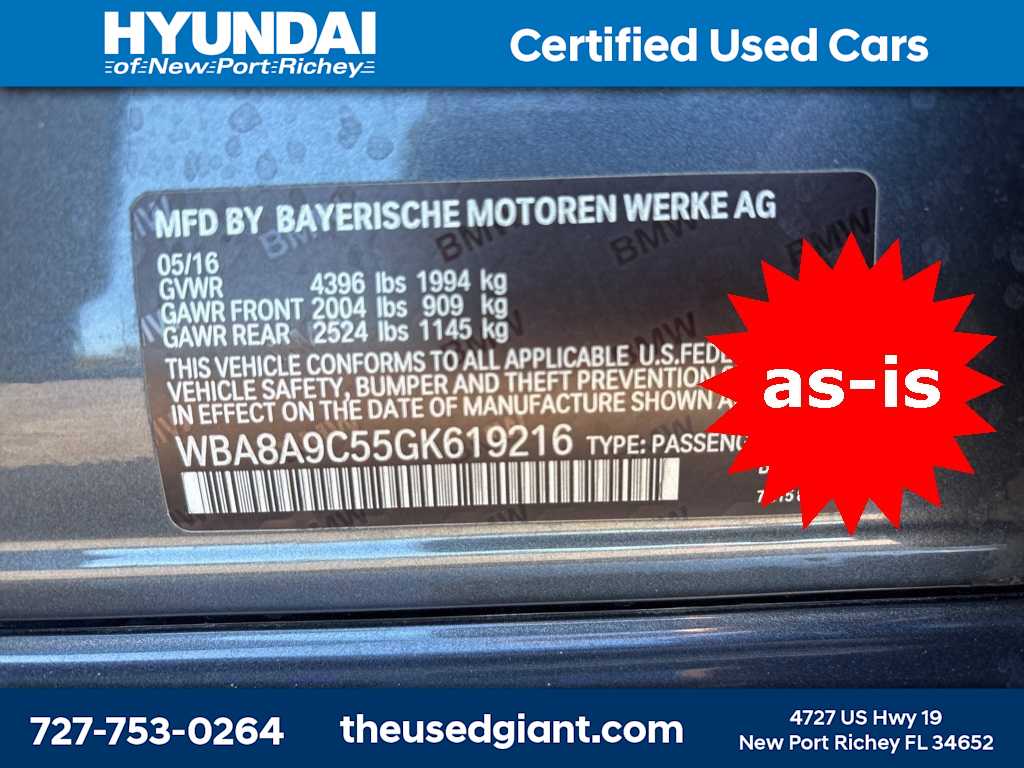 HYUNDAI
of New Port Richey
Certified Used Cars
MFD BY BAYERISCHE MOTOREN WERKE AG
05/16
GVWR 4396 lbs 1994 kg
GAWR FRONT 2004 lbs 909 kg
GAWR REAR 2524 lbs 1145 kg
THIS VEHICLE CONFORMS TO ALL APPLICABLE U.S.
VEHICLE SAFETY, BUMPER AND THEFT PREVENTION
IN EFFECT ON THE DATE OF MANUFACTURE SHOWN
WBA8A9C55GK619216 TYPE:
as-is
727-753-0264
theusedgiant.com
4727 US Hwy 19
New Port Richey FL 34652